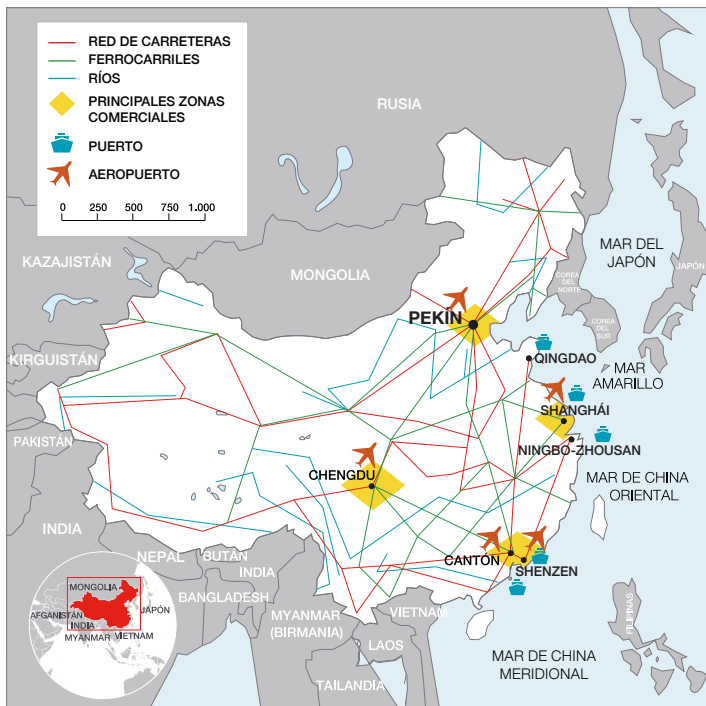 RED DE CARRETERAS
FERROCARRILES
RÍOS
PRINCIPALES ZONAS
COMERCIALES
PUERTO
AEROPUERTO
0 250 500 750 1.000
RUSIA
KAZAJISTÁN
MONGOLIA
MAR DEL
JAPÓN
JAPÓN
COREA
DEL
NORTE
COREA
DEL
SUR
PEKÍN
KIRGUISTÁN
QINGDAO
MAR
AMARILLO
SHANGHÁI
PAKISTÁN
NINGBO-ZHOUSAN
CHENGDU
MAR DE CHINA
ORIENTAL
INDIA
NEPAL
BUTÁN
INDIA
CANTÓN
SHENZEN
BANGLADESH
MYANMAR
(BIRMANIA)
VIETNAM
LAOS
TAILANDIA
FILIPINAS
MAR DE CHINA
MERIDIONAL
MONGOLIA
JAPÓN
AFGANISTÁN
INDIA
MYANMAR
VIETNAM